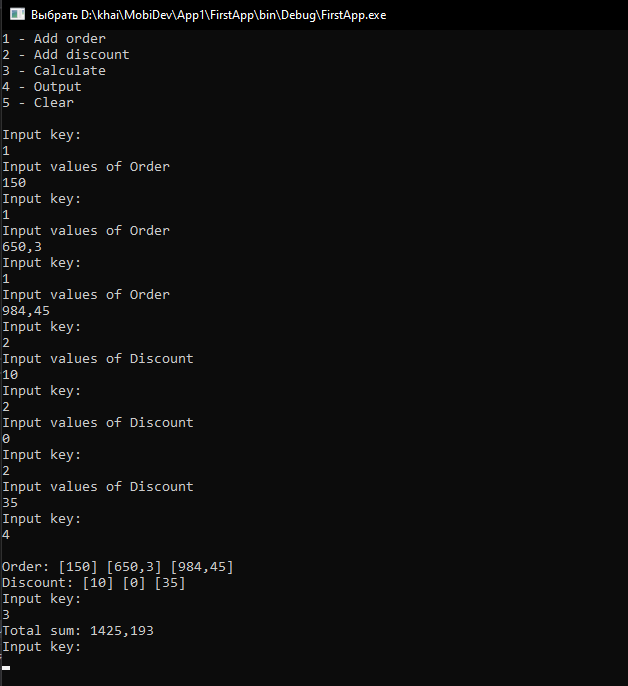 Выбрать D:\khai\MobiDev\App1\FirstApp\bin\Debug\FirstApp.exe
1 - Add order
2 - Add discount
3 - Calculate
4 - Output
5 - Clear
Input key:
1
Input values of Order
150
Input key:
1
Input values of Order
650,3
Input key:
1
Input values of Order
984,45
Input key:
2
Input values of Discount
10
Input key:
2
Input values of Discount
0
Input key:
2
Input values of Discount
35
Input key:
4
Order: [150] [650,3] [984,45]
Discount: [10] [0] [35]
Input key:
3
Total sum: 1425,193
Input key: